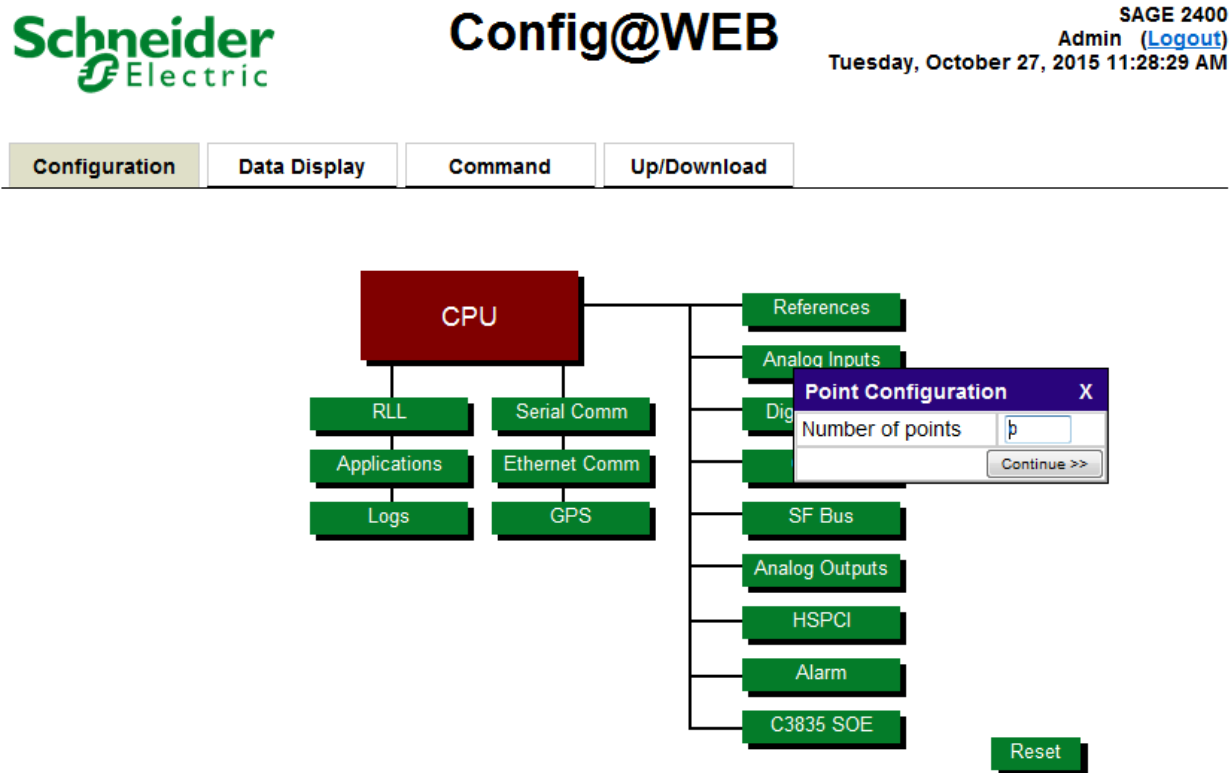 Schneider
Electric
Config@WEB
SAGE 2400
Admin (Logout)
Tuesday, October 27, 2015 11:28:29 AM
Configuration
Data Display
Command
Up/Download
CPU
References
Analog Inputs
Point Configuration X
RLL
Serial Comm
Dig
Number of points
Applications
Ethernet Comm
Continue >>
Logs
GPS
SF Bus
Analog Outputs
HSPCI
Alarm
C3835 SOE
Reset